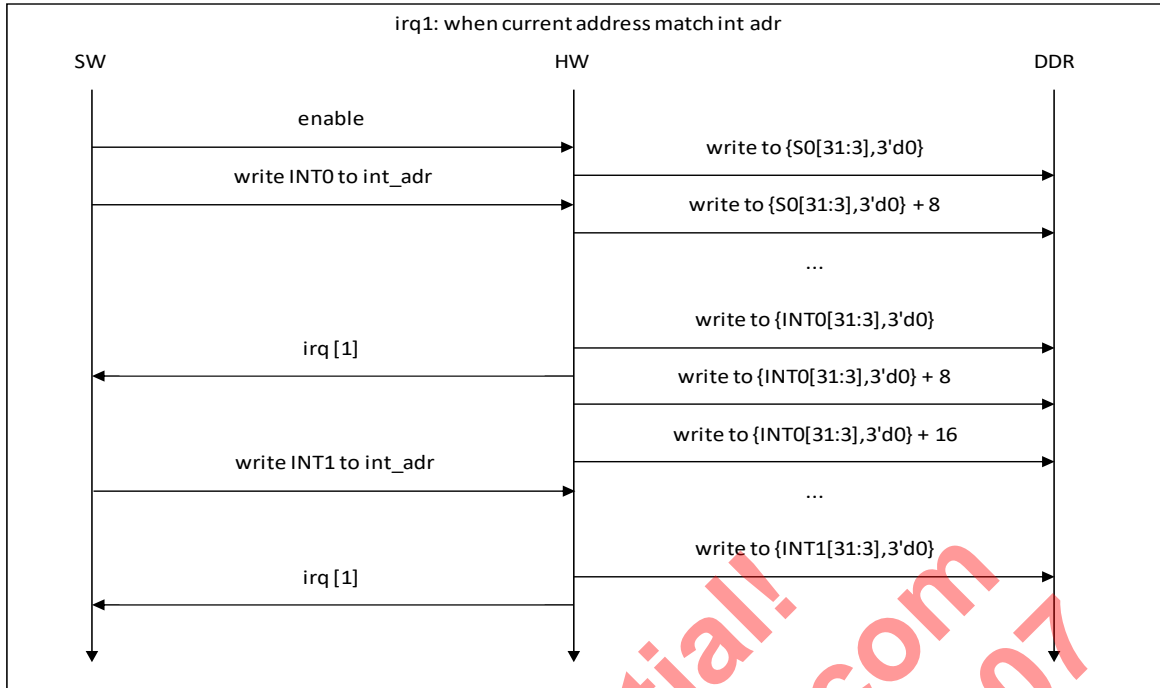 irq1: when current address match int adr
SW HW DDR
enable
write to {S0[31:3],3'd0}
write INT0 to int_adr
write to {S0[31:3],3'd0} + 8
...
write to {INT0[31:3],3'd0}
irq [1]
write to {INT0[31:3],3'd0} + 8
write to {INT0[31:3],3'd0} + 16
write INT1 to int_adr
...
write to {INT1[31:3],3'd0}
irq [1]
tial!
com
07